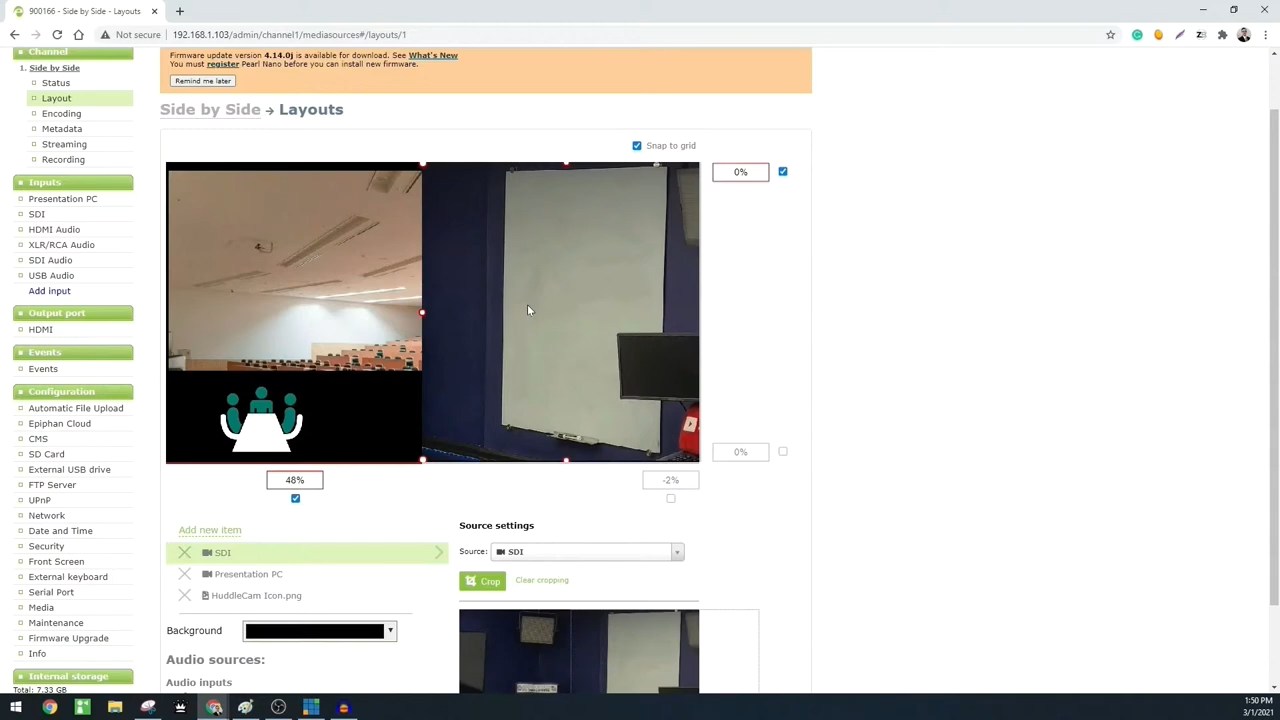 900166 - Side by Side - Layouts
Not secure
192.168.1.103/admin/channel1/mediasources#/layouts/1
Channel
1. Side by Side
Status
Layout
Encoding
Metadata
Streaming
Recording
Inputs
Presentation PC
SDI
HDMI Audio
XLR/RCA Audio
SDI Audio
USB Audio
Add input
Output port
HDMI
Events
Events
Configuration
Automatic File Upload
Epiphan Cloud
CMS
SD Card
External USB drive
FTP Server
UPnP
Network
Date and Time
Security
Front Screen
External keyboard
Serial Port
Media
Maintenance
Firmware Upgrade
Info
Internal storage
Total: 7.33 GB
Firmware update version 4.14.0j is available for download. See What's New
You must register Pearl Nano before you can install new firmware.
Remind me later
Side by Side → Layouts
Snap to grid
0%
0%
48%
-2%
Add new item
SDI
Presentation PC
HuddleCam Icon.png
Background
Audio sources:
Audio inputs
Source settings
Source:
SDI
Crop
Clear cropping
1:50 PM
3/1/2021